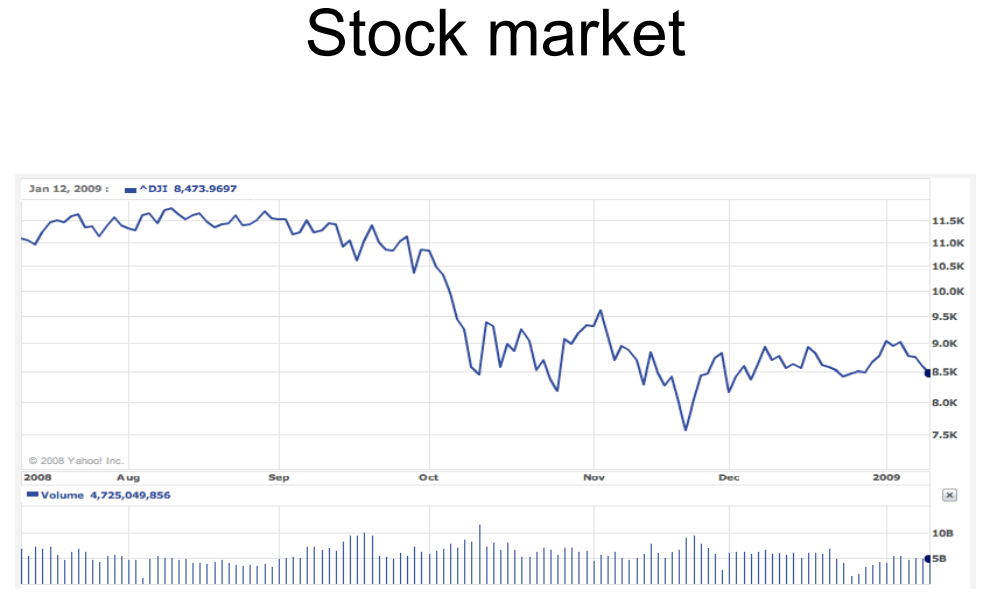 Stock market
Jan 12, 2009 : ^DJI 8,473.9697
11.5K
11.0K
10.5K
10.0K
9.5K
9.0K
8.5K
8.0K
7.5K
© 2008 Yahoo! Inc.
2008 Aug Sep Oct Nov Dec 2009
Volume 4,725,049,856
10B
5B